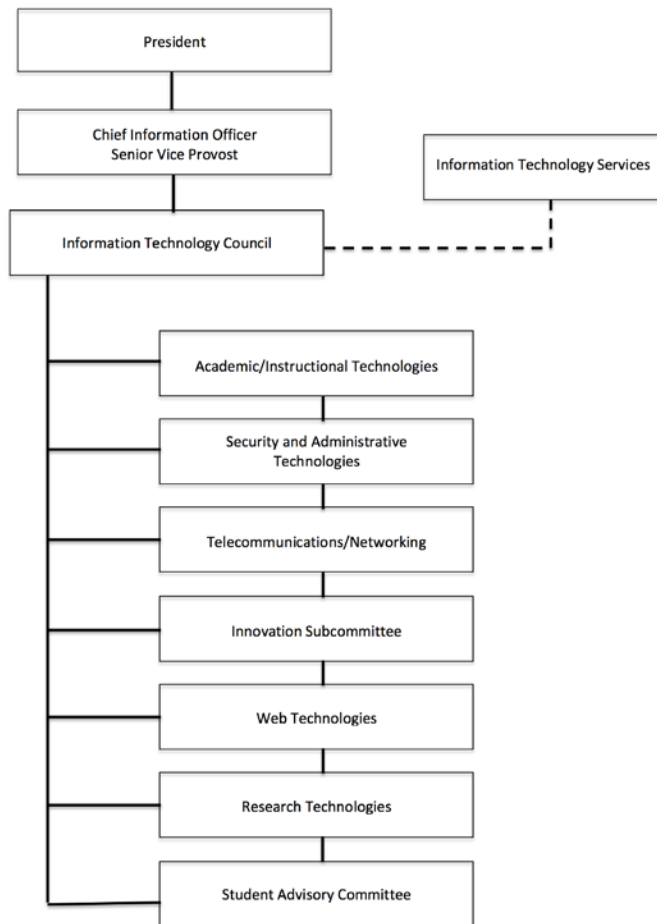 President
Chief Information Officer
Senior Vice Provost
Information Technology Services
Information Technology Council
Academic/Instructional Technologies
Security and Administrative
Technologies
Telecommunications/Networking
Innovation Subcommittee
Web Technologies
Research Technologies
Student Advisory Committee